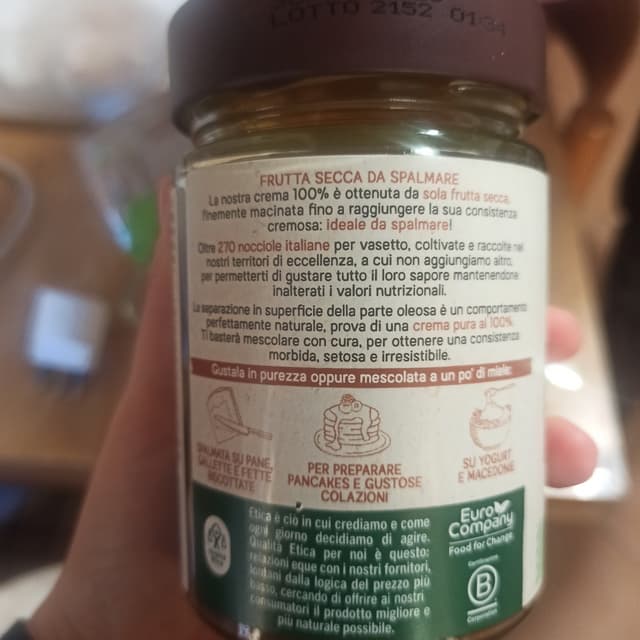 LOTTO 2152 01:34
FRUTTA SECCA DA SPALMARE
La nostra crema 100% è ottenuta da sola frutta secca,
finemente macinata fino a raggiungere la sua consistenza
cremosa: ideale da spalmare!
Oltre 270 nocciole italiane per vasetto, coltivate e raccolte nei
nostri territori di eccellenza, a cui non aggiungiamo altro,
per permetterti di gustare tutto il loro sapore mantenendone
inalterati i valori nutrizionali.
La separazione in superficie della parte oleosa è un comportamento
perfettamente naturale, prova di una crema pura al 100%.
Ti basterà mescolare con cura, per ottenere una consistenza
morbida, setosa e irresistibile.
Gustala in purezza oppure mescolata a un po' di miele:
SPALMATA SU PANE,
GALLETTE E FETTE
BISCOTTATE
PER PREPARARE
PANCAKES E GUSTOSE
COLAZIONI
SU YOGURT
E MACEDONIE
Etica è ciò in cui crediamo e come
ogni giorno decidiamo di agire.
Qualità Etica per noi è questo:
relazioni eque con i nostri fornitori,
lontani dalla logica del prezzo più
basso, cercando di offrire ai nostri
consumatori il prodotto migliore e
più naturale possibile.
Euro
Company
Food for Change
Certified
B
Corporation